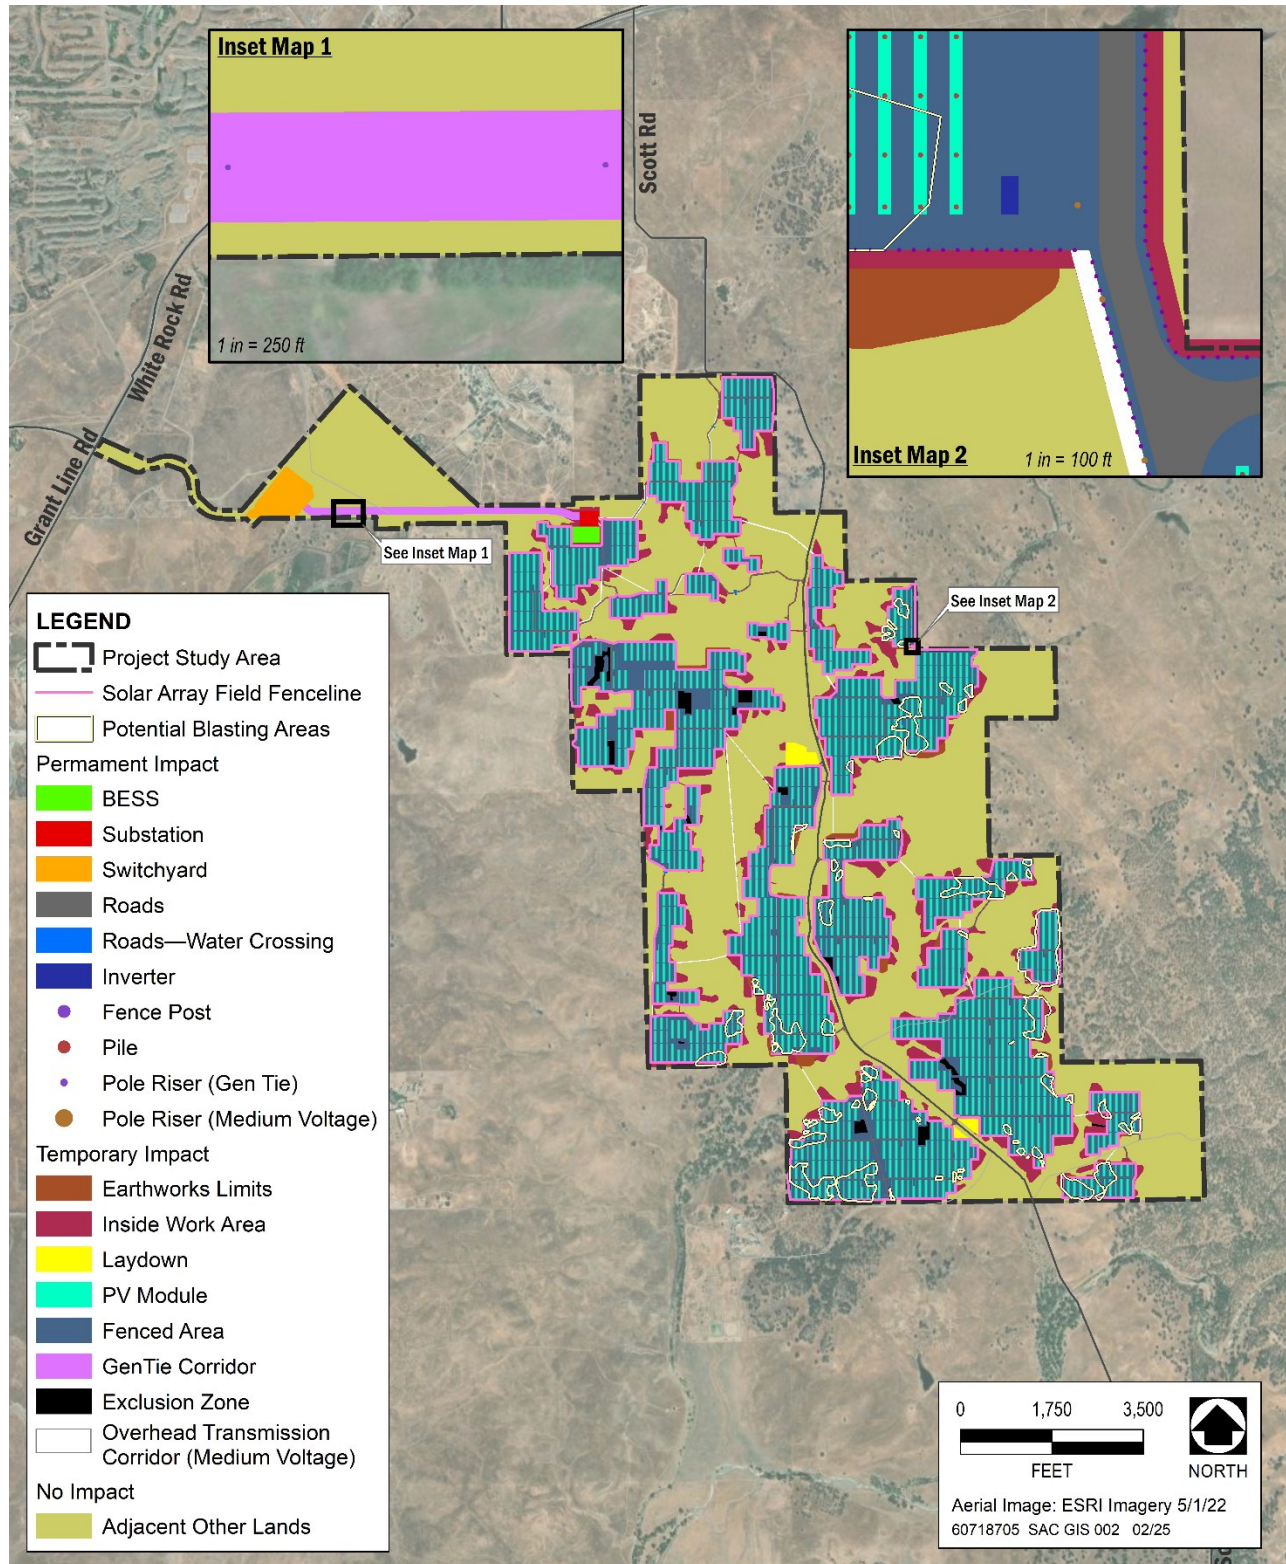 Inset Map 1
1 in = 250 ft
Scott Rd
Inset Map 2
1 in = 100 ft
White Rock Rd
Grant Line Rd
See Inset Map 1
See Inset Map 2
LEGEND
Project Study Area
Solar Array Field Fenceline
Potential Blasting Areas
Permament Impact
BESS
Substation
Switchyard
Roads
Roads—Water Crossing
Inverter
Fence Post
Pile
Pole Riser (Gen Tie)
Pole Riser (Medium Voltage)
Temporary Impact
Earthworks Limits
Inside Work Area
Laydown
PV Module
Fenced Area
GenTie Corridor
Exclusion Zone
Overhead Transmission
Corridor (Medium Voltage)
No Impact
Adjacent Other Lands
0 1,750 3,500
FEET
NORTH
Aerial Image: ESRI Imagery 5/1/22
60718705 SAC GIS 002 02/25